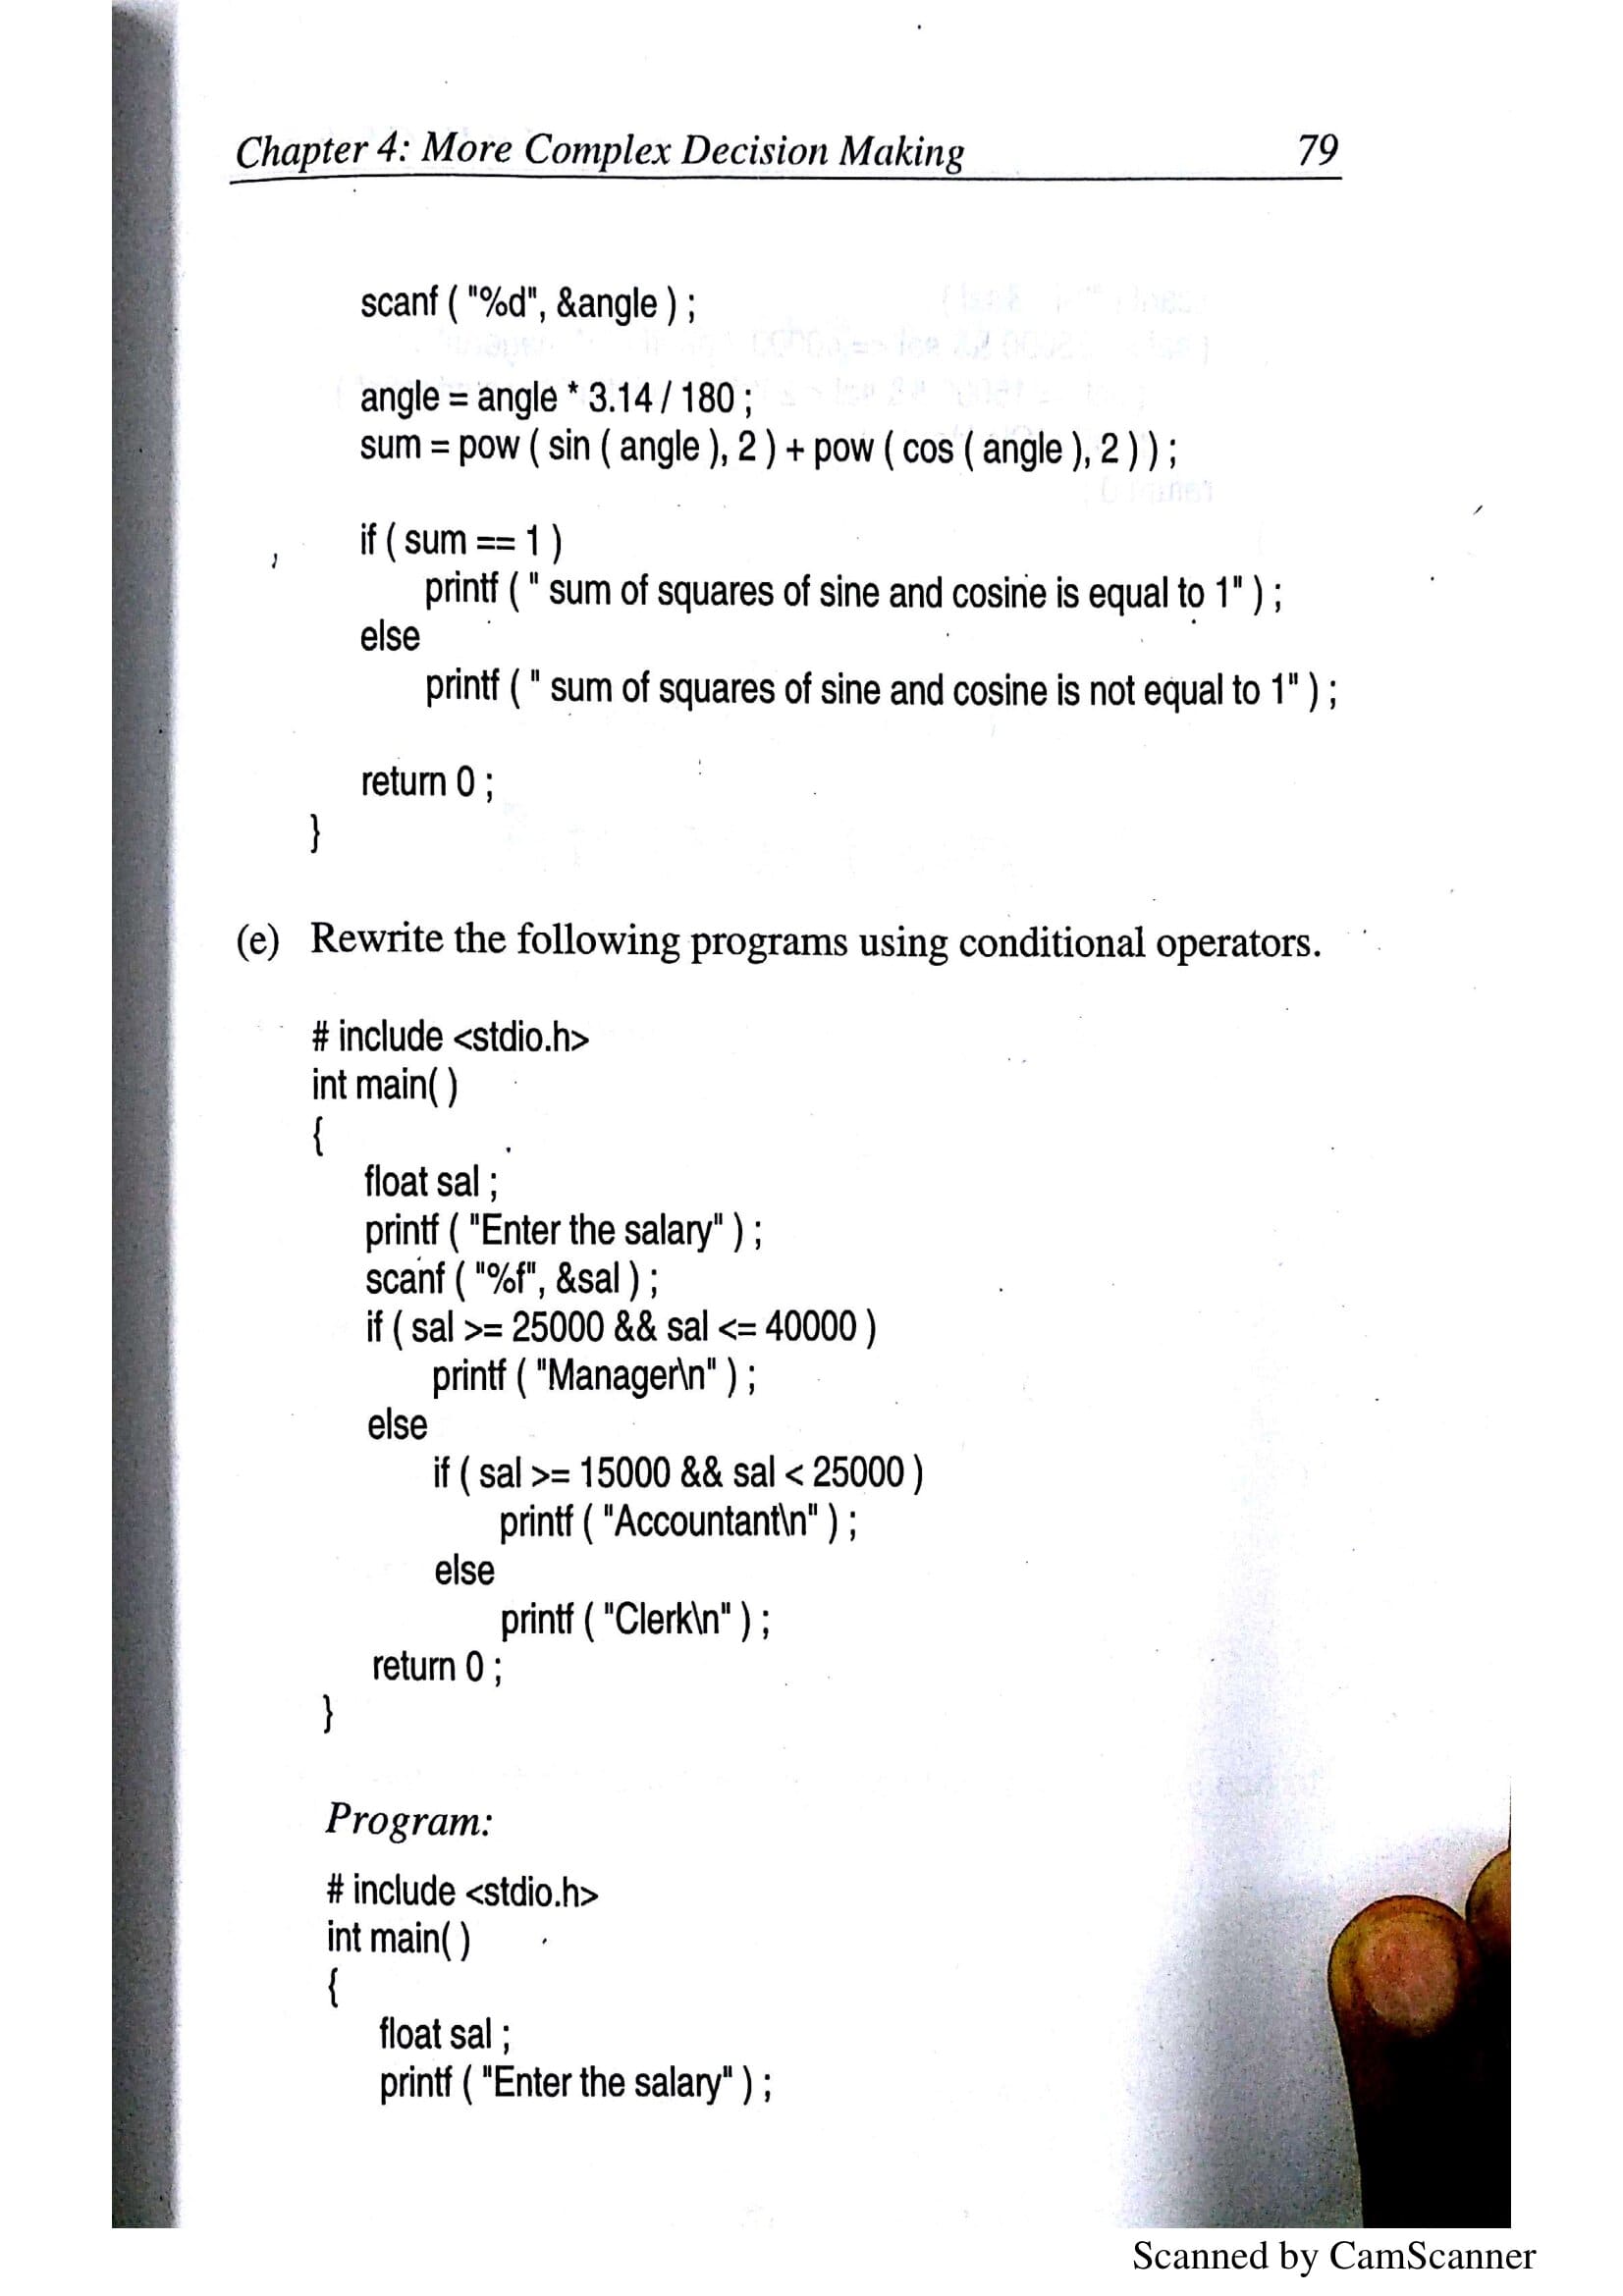 Chapter 4: More Complex Decision Making 79
scanf ( "%d", &angle ) ;
angle = angle * 3.14 / 180 ;
sum = pow ( sin ( angle ), 2 ) + pow ( cos ( angle ), 2 ) ) ;
if ( sum == 1 )
printf ( " sum of squares of sine and cosine is equal to 1" ) ;
else
printf ( " sum of squares of sine and cosine is not equal to 1" ) ;
return 0 ;
}
(e) Rewrite the following programs using conditional operators.
# include <stdio.h>
int main( )
{
float sal ;
printf ( "Enter the salary" ) ;
scanf ( "%f", &sal ) ;
if ( sal >= 25000 && sal <= 40000 )
printf ( "Manager\n" ) ;
else
if ( sal >= 15000 && sal < 25000 )
printf ( "Accountant\n" ) ;
else
printf ( "Clerk\n" ) ;
return 0 ;
}
Program:
# include <stdio.h>
int main( )
{
float sal ;
printf ( "Enter the salary" ) ;
Scanned by CamScanner